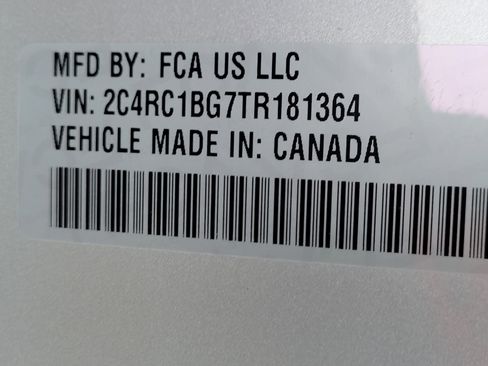 MFD BY: FCA US LLC
VIN: 2C4RC1BG7TR181364
VEHICLE MADE IN: CANADA